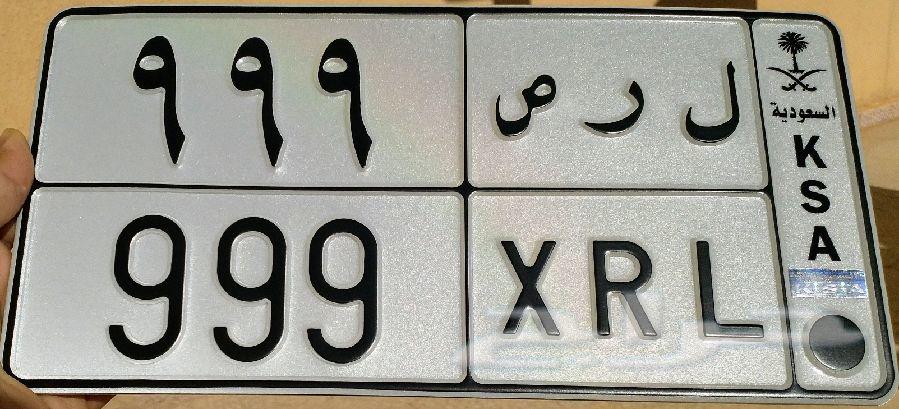 ٩٩٩ ل ر ص
999 XRL
السعودية
K
S
A